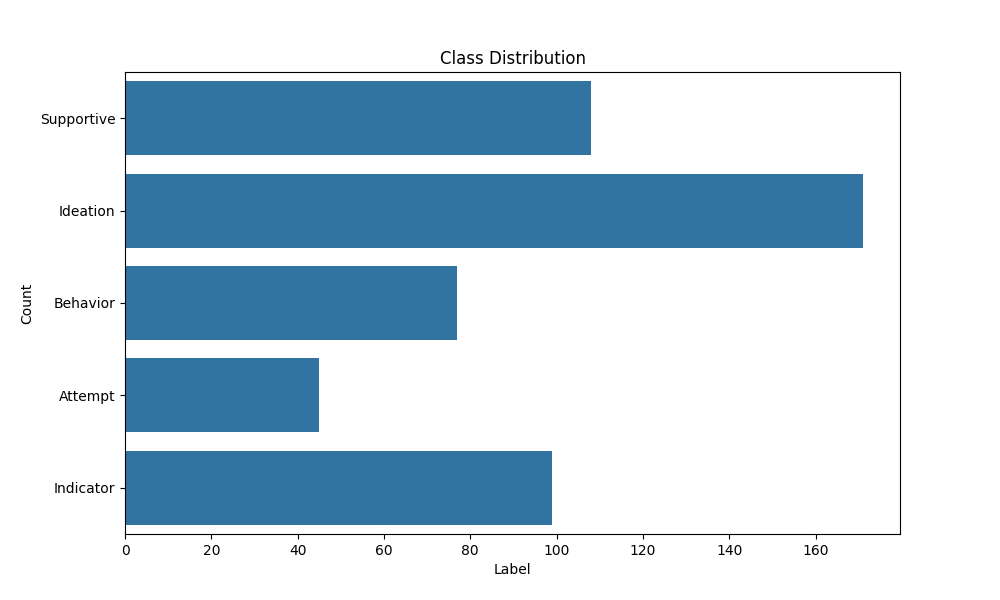 Class Distribution
Supportive
Ideation
Behavior
Attempt
Indicator
Count
0 20 40 60 80 100 120 140 160
Label